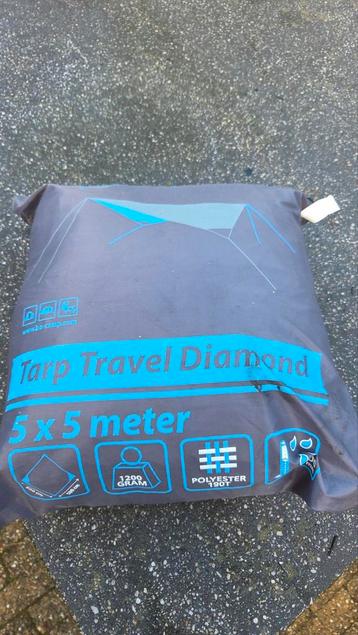 Tarp Travel Diamond
5 x 5 meter
1200
GRAM
POLYESTER
190T